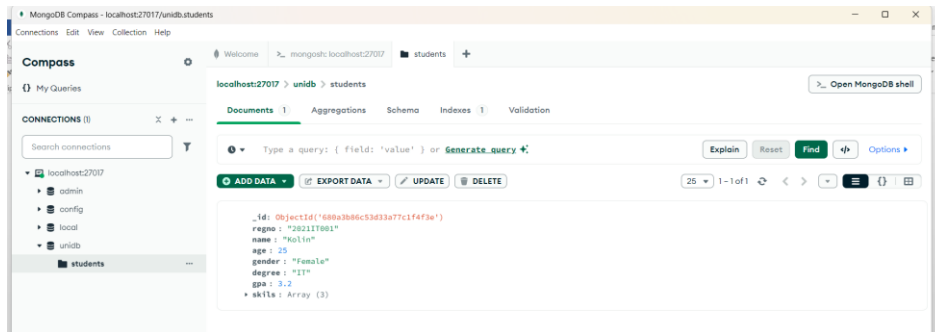 MongoDB Compass - localhost:27017/unidb.students
Connections Edit View Collection Help
Compass
{} My Queries
CONNECTIONS (1)
Search connections
localhost:27017
admin
config
local
unidb
students
Welcome >_ mongosh: localhost:27017 students +
localhost:27017 > unidb > students
>_ Open MongoDB shell
Documents 1 Aggregations Schema Indexes 1 Validation
Type a query: { field: 'value' } or Generate query
Explain Reset Find </> Options
ADD DATA EXPORT DATA UPDATE DELETE
25 1-1 of 1
_id: ObjectId('680a3b86c53d33a77c1f4f3e')
regno : "2021IT001"
name : "Kolin"
age : 25
gender : "Female"
degree : "IT"
gpa : 3.2
skils : Array (3)